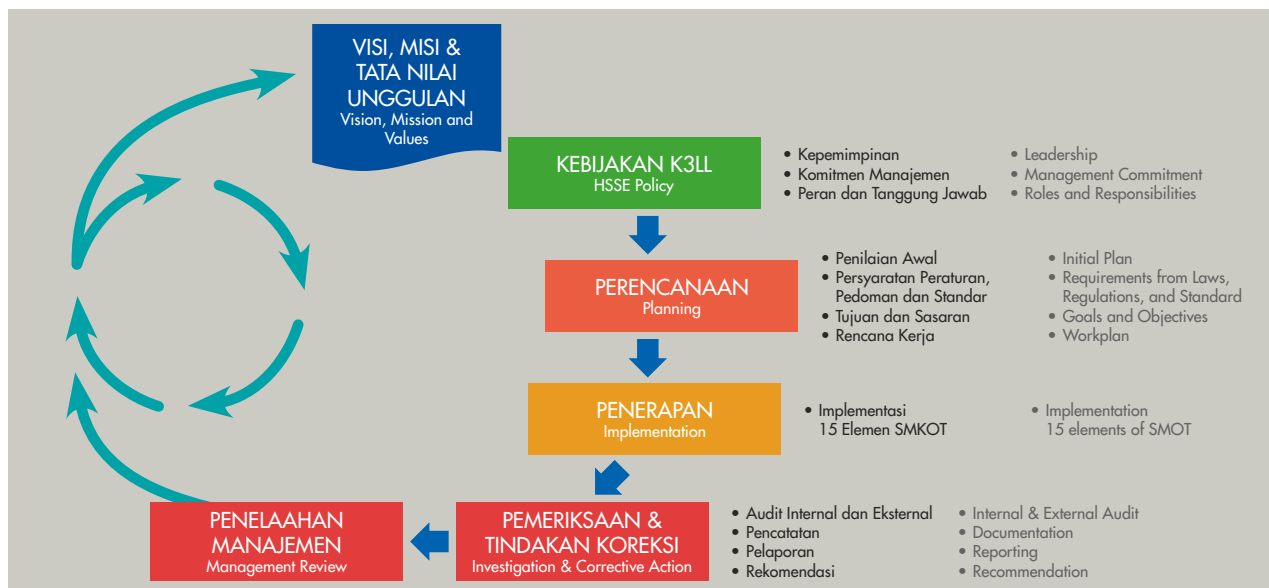 VISI, MISI &
TATA NILAI
UNGGULAN
Vision, Mission and
Values
KEBIJAKAN K3LL
HSSE Policy
• Kepemimpinan
• Komitmen Manajemen
• Peran dan Tanggung Jawab
• Leadership
• Management Commitment
• Roles and Responsibilities
PERENCANAAN
Planning
• Penilaian Awal
• Persyaratan Peraturan,
Pedoman dan Standar
• Tujuan dan Sasaran
• Rencana Kerja
• Initial Plan
• Requirements from Laws,
Regulations, and Standard
• Goals and Objectives
• Workplan
PENERAPAN
Implementation
• Implementasi
15 Elemen SMKOT
• Implementation
15 elements of SMOT
PENELAAHAN
MANAJEMEN
Management Review
PEMERIKSAAN &
TINDAKAN KOREKSI
Investigation & Corrective Action
• Audit Internal dan Eksternal
• Pencatatan
• Pelaporan
• Rekomendasi
• Internal & External Audit
• Documentation
• Reporting
• Recommendation